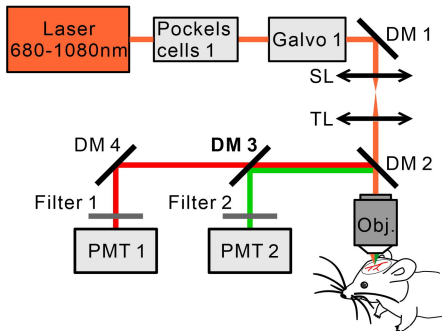 Laser
680-1080nm
Pockels
cells 1
Galvo 1
DM 1
SL
TL
DM 4
DM 3
DM 2
Filter 1
Filter 2
Obj.
PMT 1
PMT 2